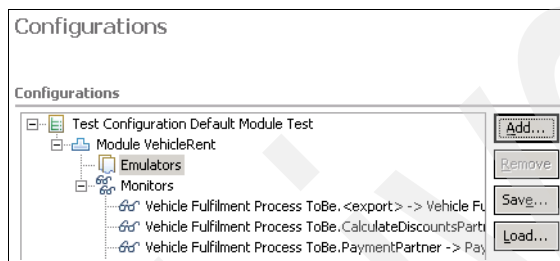 Configurations
Configurations
Test Configuration Default Module Test
Add...
Module VehicleRent
Emulators
Remove
Monitors
Vehicle Fulfilment Process ToBe.<export> -> Vehicle Fu
Save...
Vehicle Fulfilment Process ToBe.CalculateDiscountsPart
Vehicle Fulfilment Process ToBe.PaymentPartner -> Pay
Load...